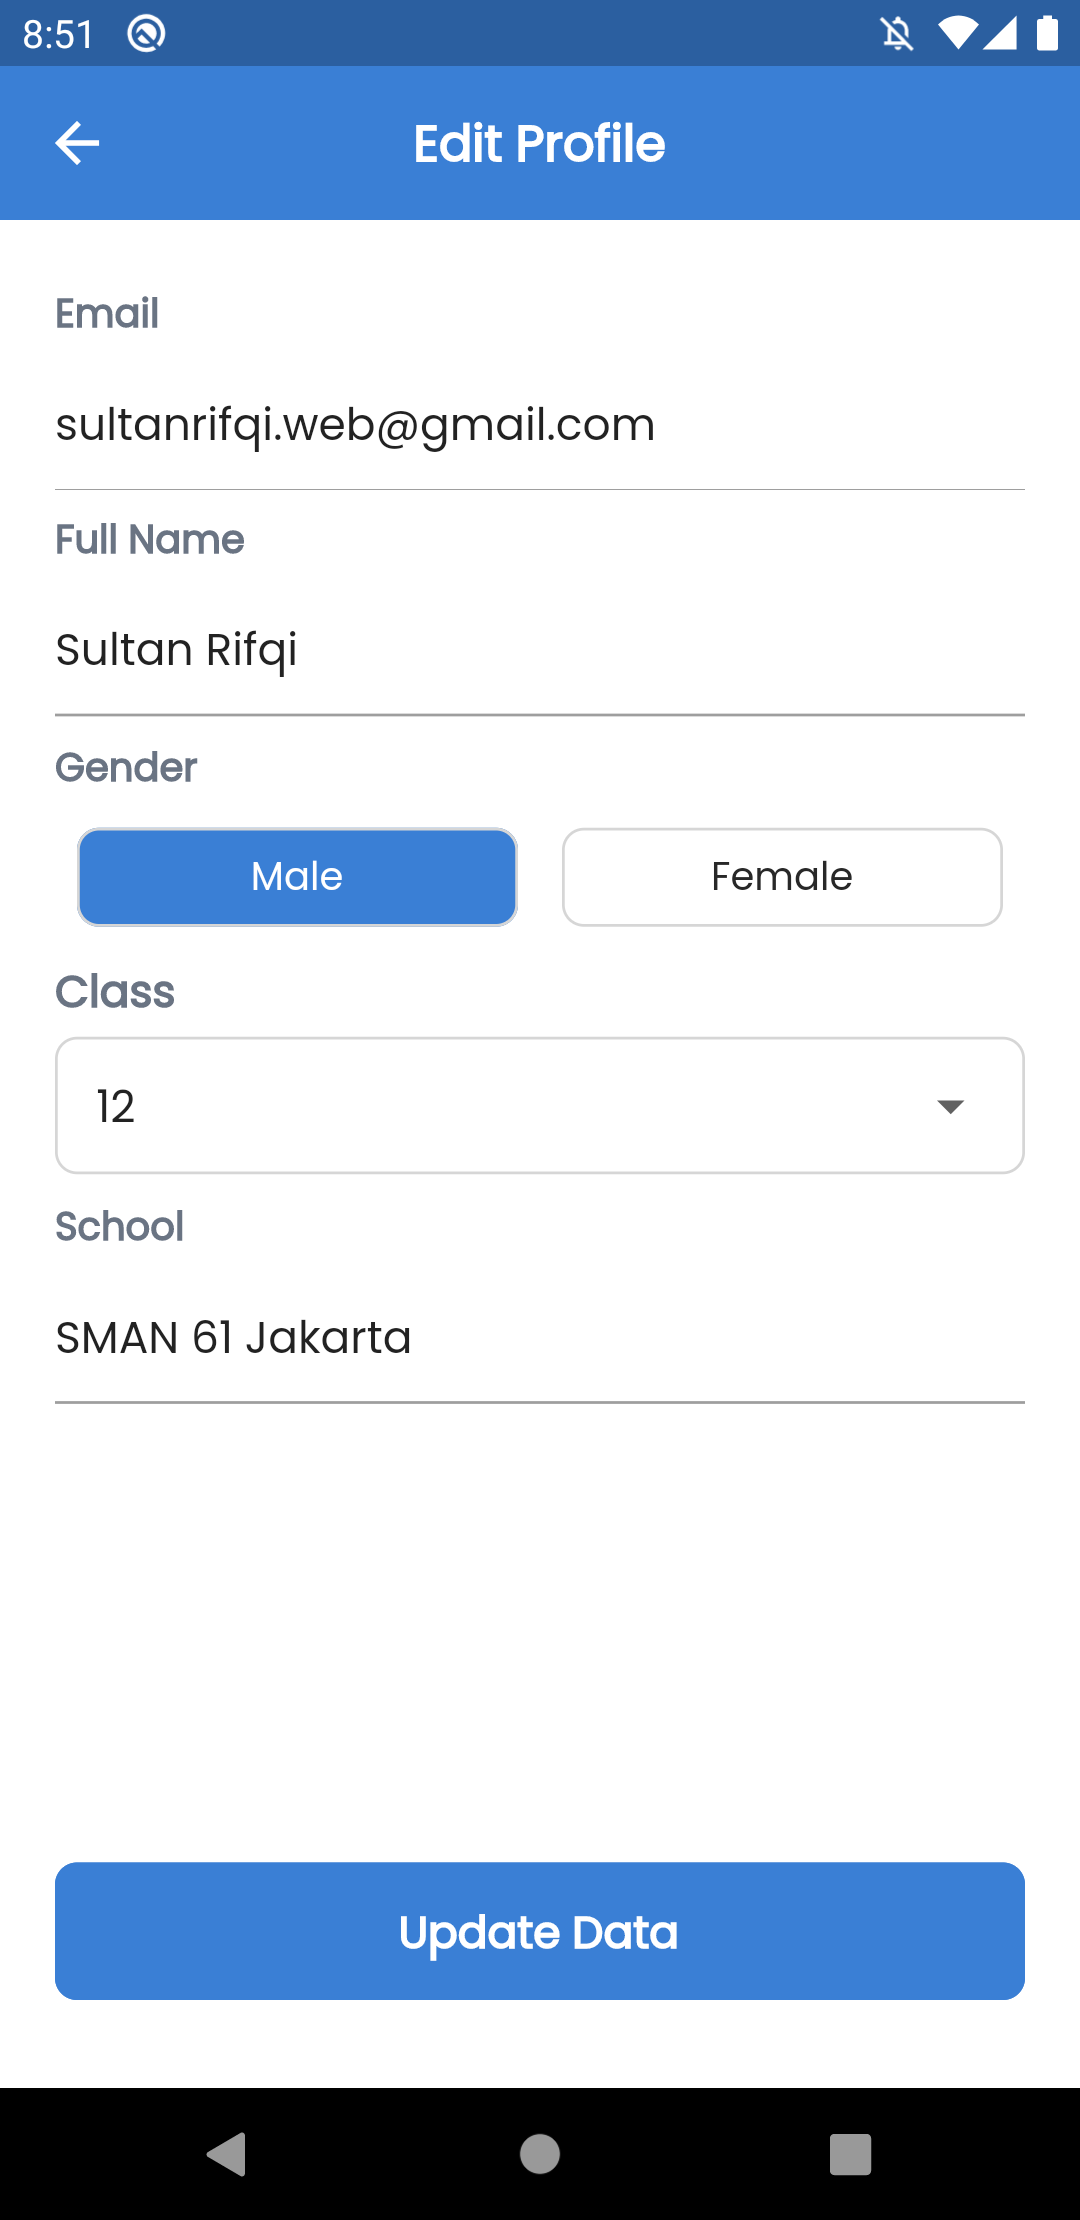 8:51
Edit Profile
Email
sultanrifqi.web@gmail.com
Full Name
Sultan Rifqi
Gender
Male Female
Class
12
School
SMAN 61 Jakarta
Update Data